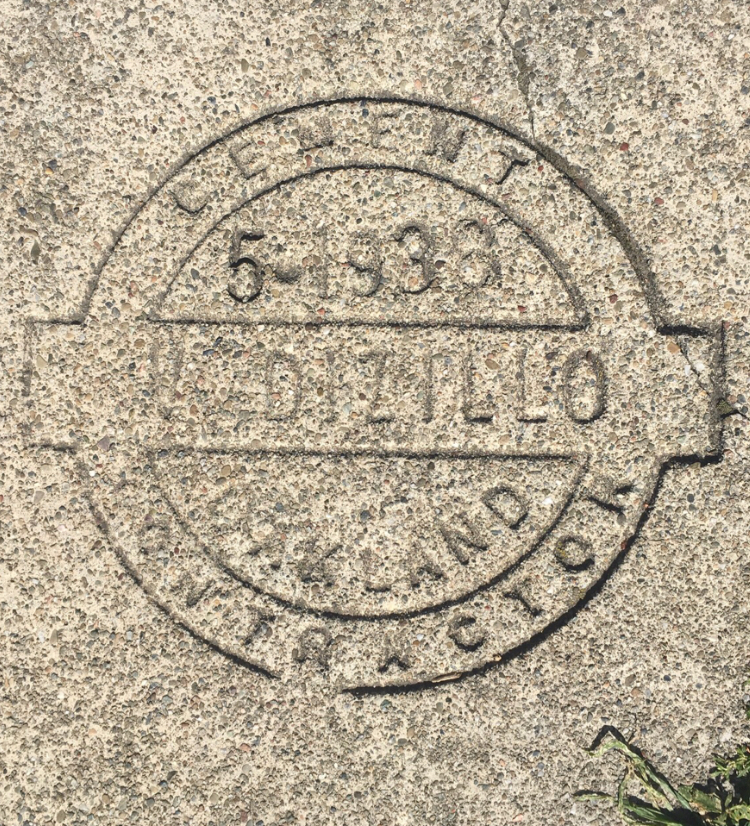 CEMENT
5-1933
V. DIZILLO
OAKLAND
CONTRACTOR